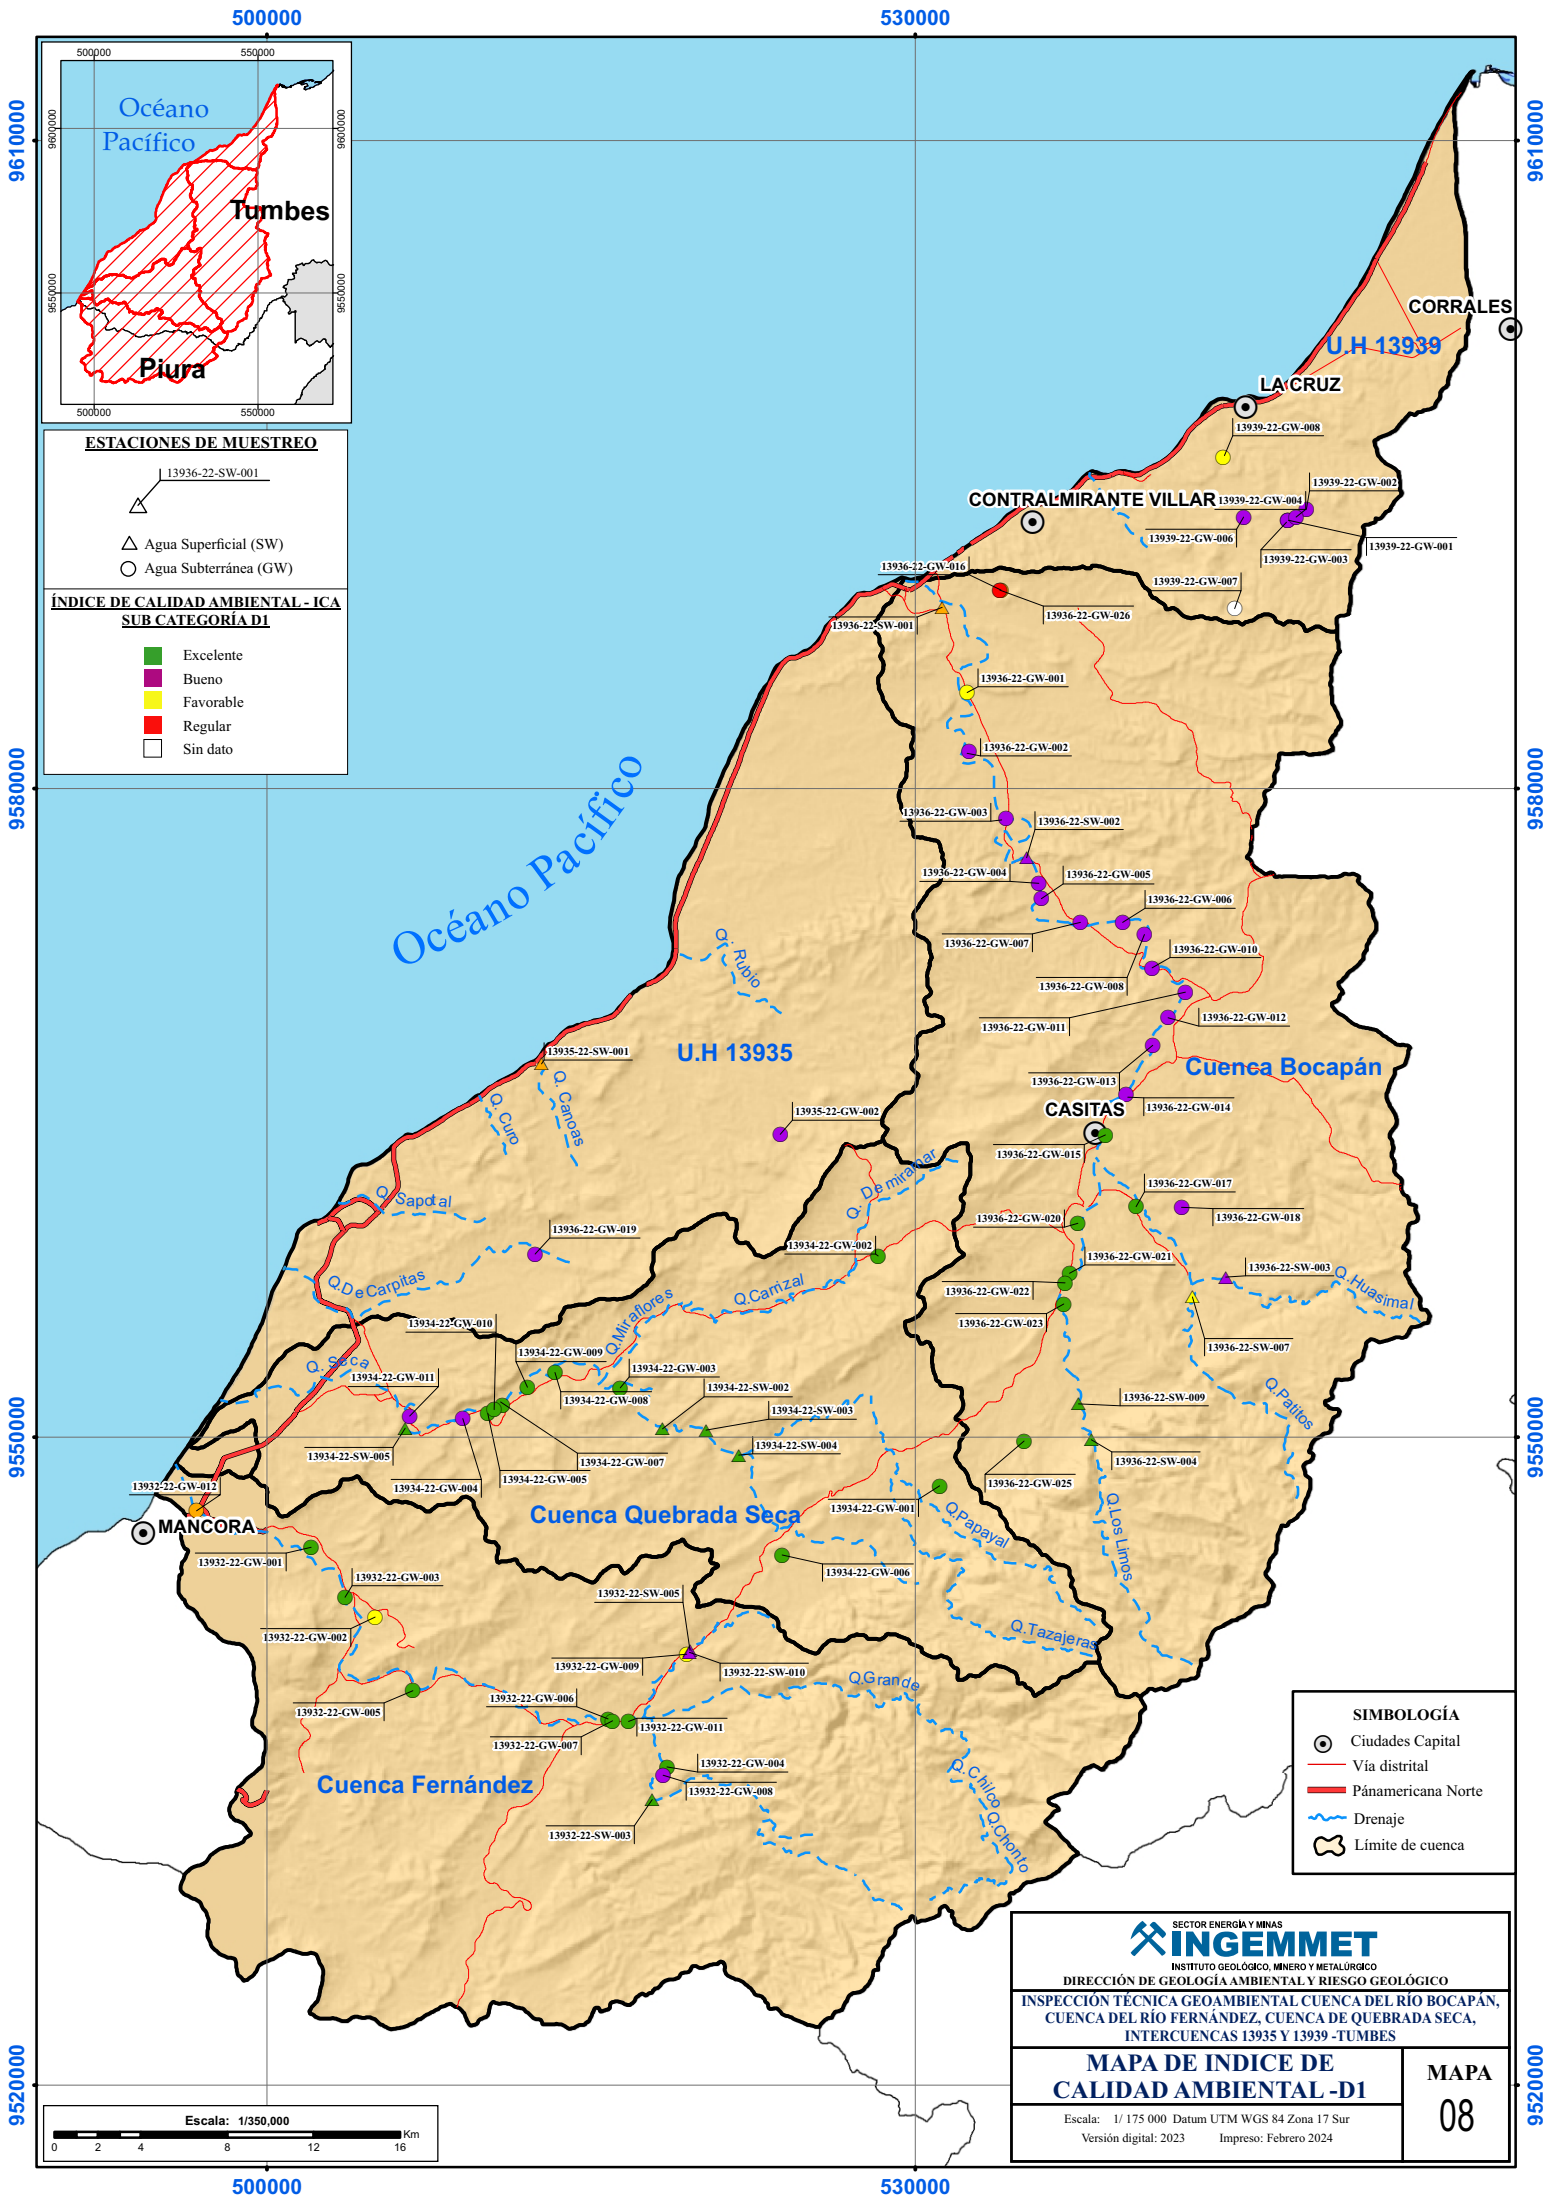 500000
530000
9610000
9580000
9550000
9520000
9610000
9580000
9550000
9520000
500000
530000
500000
550000
9600000
9550000
9600000
9550000
500000
550000
Océano
Pacífico
Tumbes
Piura
ESTACIONES DE MUESTREO
13936-22-SW-001
Agua Superficial (SW)
Agua Subterránea (GW)
ÍNDICE DE CALIDAD AMBIENTAL - ICA
SUB CATEGORÍA D1
Excelente
Bueno
Favorable
Regular
Sin dato
CORRALES
U.H 13939
LA CRUZ
13939-22-GW-008
13939-22-GW-002
CONTRALMIRANTE VILLAR
13939-22-GW-004
13939-22-GW-006
13939-22-GW-001
13939-22-GW-003
13936-22-GW-016
13939-22-GW-007
13936-22-GW-026
13936-22-SW-001
13936-22-GW-001
13936-22-GW-002
Océano Pacífico
13936-22-GW-003
13936-22-SW-002
13936-22-GW-004
13936-22-GW-005
13936-22-GW-006
13936-22-GW-007
13936-22-GW-010
13936-22-GW-008
Q. Rubio
13936-22-GW-011
13936-22-GW-012
13935-22-SW-001
U.H 13935
Cuenca Bocapán
13936-22-GW-013
Q. Curo
Q. Canoas
13935-22-GW-002
CASITAS
13936-22-GW-014
13936-22-GW-015
Q. De miramar
Q. Sapotal
13936-22-GW-017
13936-22-GW-018
13936-22-GW-020
13936-22-GW-019
13934-22-GW-002
13936-22-GW-021
13936-22-SW-003
Q.Huasimal
Q.De Carpitas
Q.Carrizal
13936-22-GW-022
13934-22-GW-010
Q.Miraflores
13936-22-GW-023
13936-22-SW-007
13934-22-GW-009
Q. Seca
13934-22-GW-011
13934-22-GW-003
13934-22-SW-002
13934-22-GW-008
13936-22-SW-009
Q.Patitos
13934-22-SW-003
13934-22-SW-004
13934-22-SW-005
13934-22-GW-007
13936-22-SW-004
13934-22-GW-005
13934-22-GW-004
13936-22-GW-025
13932-22-GW-012
13934-22-GW-001
Cuenca Quebrada Seca
MANCORA
Q.Papayal
Q.Los Limos
13932-22-GW-001
13934-22-GW-006
13932-22-GW-003
13932-22-SW-005
13932-22-GW-002
Q.Tazajeras
13932-22-GW-009
13932-22-SW-010
Q.Grande
13932-22-GW-005
13932-22-GW-006
13932-22-GW-011
13932-22-GW-007
13932-22-GW-004
Cuenca Fernández
13932-22-GW-008
Q.Chilco
Q.Chonto
13932-22-SW-003
SIMBOLOGÍA
Ciudades Capital
Vía distrital
Pánamericana Norte
Drenaje
Límite de cuenca
SECTOR ENERGÍA Y MINAS
INGEMMET
INSTITUTO GEOLÓGICO, MINERO Y METALÚRGICO
DIRECCIÓN DE GEOLOGÍA AMBIENTAL Y RIESGO GEOLÓGICO
INSPECCIÓN TÉCNICA GEOAMBIENTAL CUENCA DEL RÍO BOCAPÁN,
CUENCA DEL RÍO FERNÁNDEZ, CUENCA DE QUEBRADA SECA,
INTERCUENCAS 13935 Y 13939 -TUMBES
MAPA DE INDICE DE
CALIDAD AMBIENTAL -D1
MAPA
08
Escala: 1/ 175 000 Datum UTM WGS 84 Zona 17 Sur
Versión digital: 2023 Impreso: Febrero 2024
Escala: 1/350,000
0 2 4 8 12 16 Km